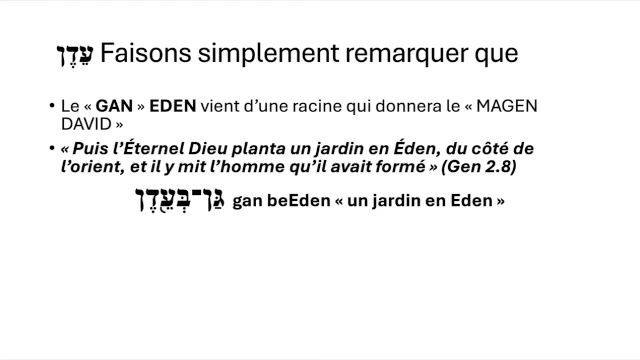 עֵדֶן Faisons simplement remarquer que
• Le « GAN » EDEN vient d’une racine qui donnera le « MAGEN
DAVID »
• « Puis l’Éternel Dieu planta un jardin en Éden, du côté de
l’orient, et il y mit l’homme qu’il avait formé » (Gen 2.8)
גַּן־בְּעֵ֖דֶן gan beEden « un jardin en Eden »